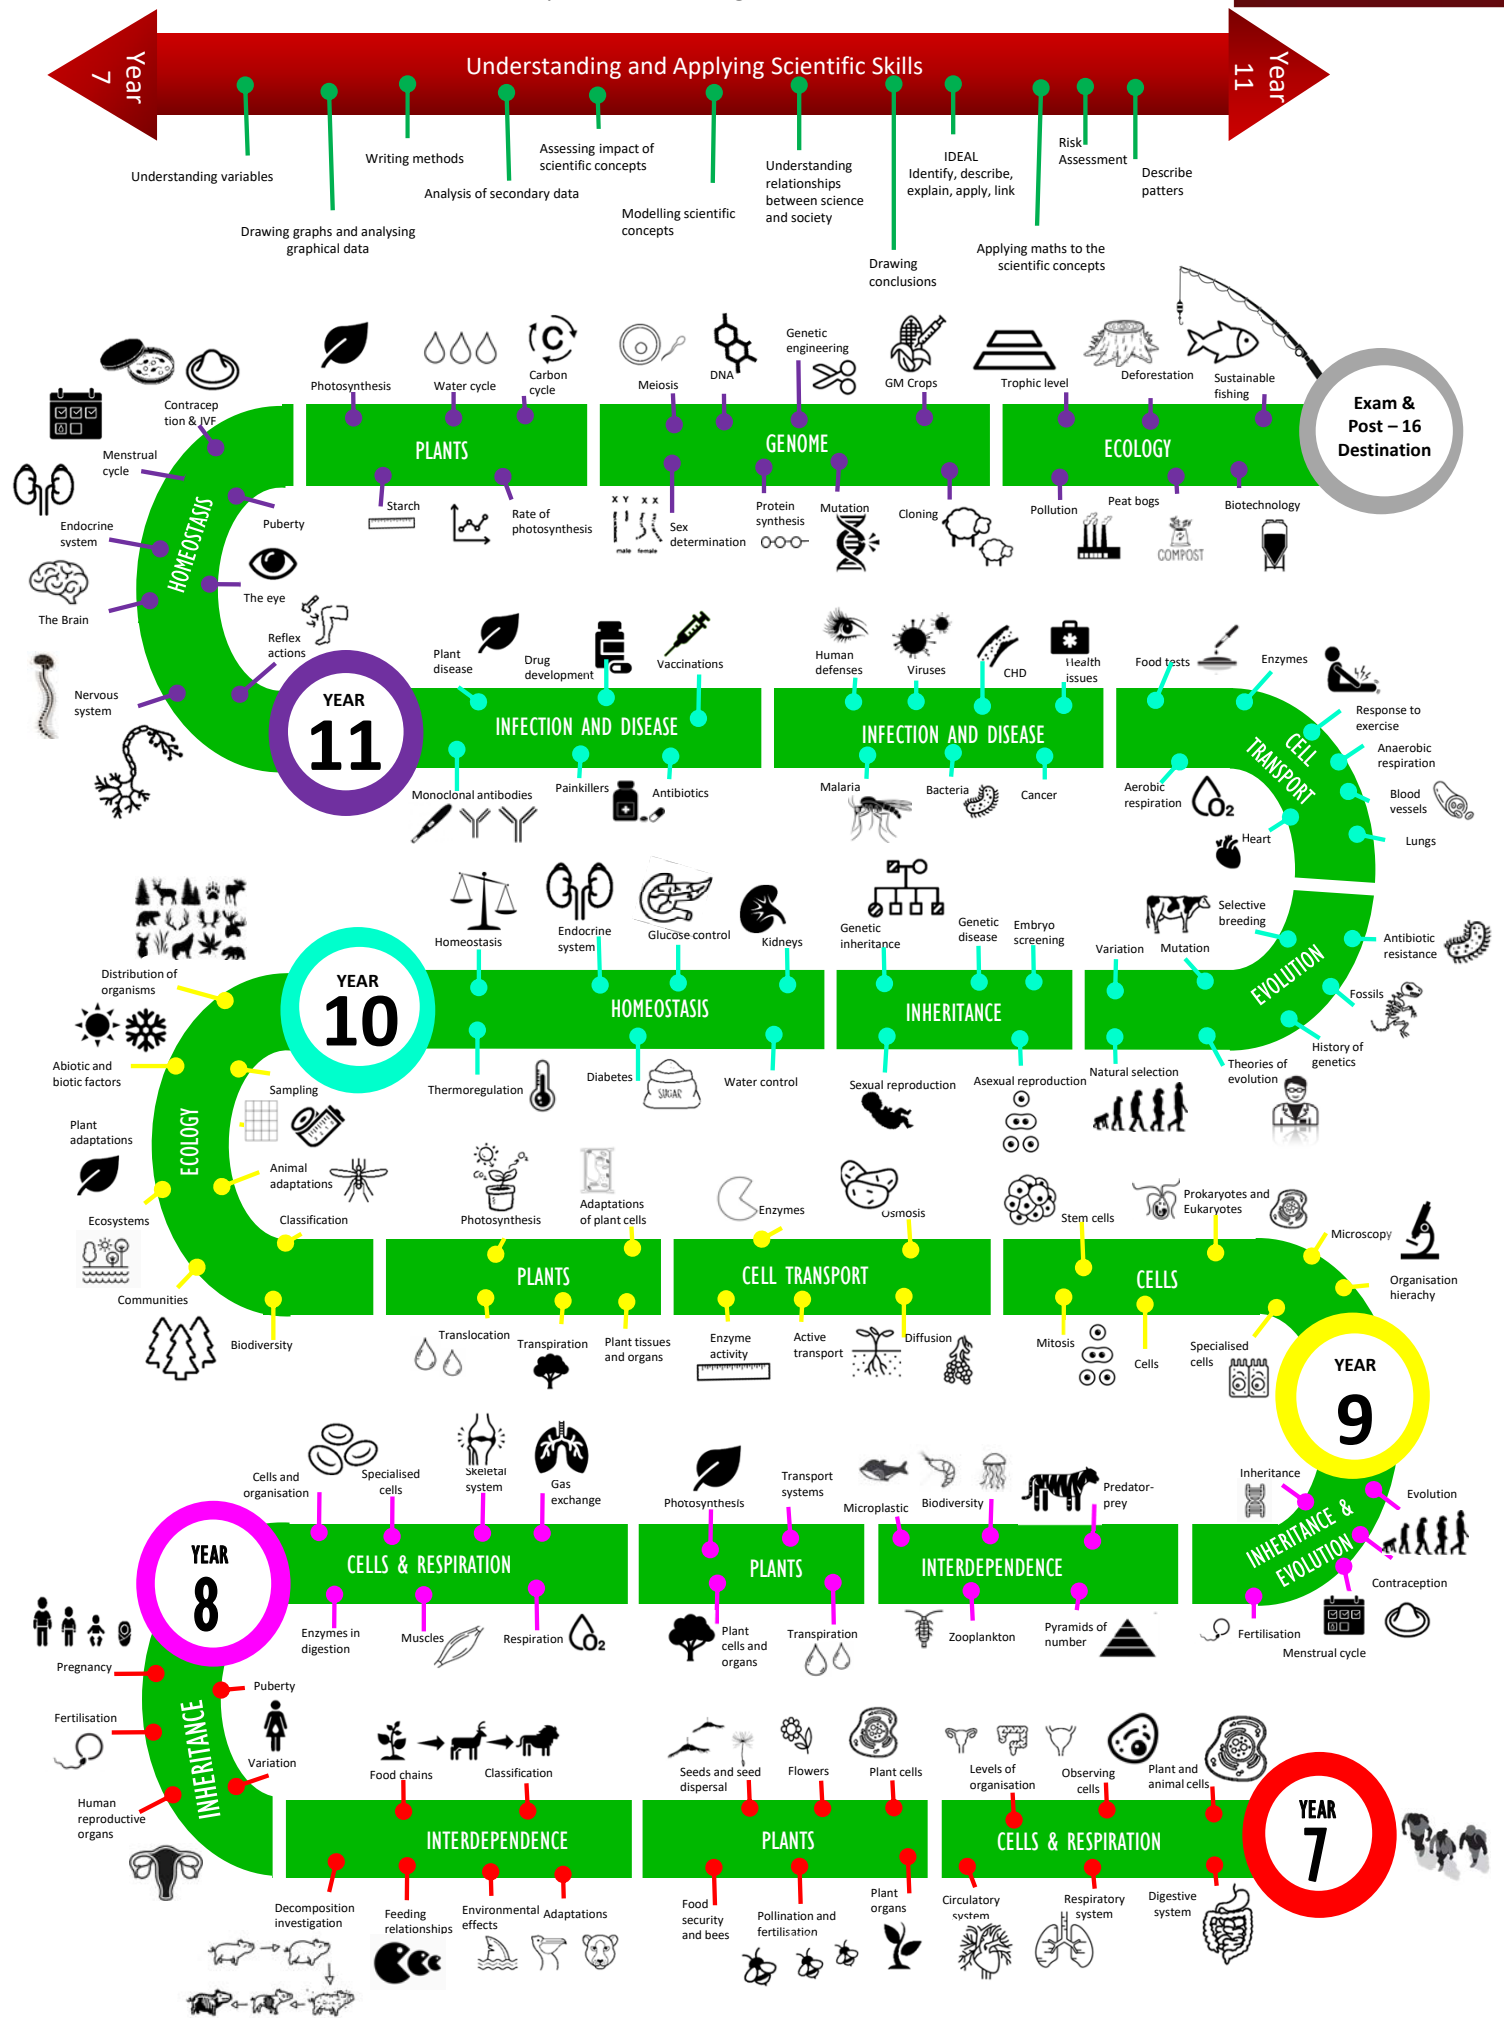 Understanding and Applying Scientific Skills
Year
7
Year
11
Understanding variables
Drawing graphs and analysing
graphical data
Writing methods
Analysis of secondary data
Assessing impact of
scientific concepts
Modelling scientific
concepts
Understanding
relationships
between science
and society
Drawing
conclusions
IDEAL
Identify, describe,
explain, apply, link
Applying maths to the
scientific concepts
Risk
Assessment
Describe
patters
Exam &
Post – 16
Destination
Photosynthesis
Water cycle
Carbon
cycle
C
Meiosis
DNA
Genetic
engineering
GM Crops
Trophic level
Deforestation
Sustainable
fishing
PLANTS
GENOME
ECOLOGY
Starch
Rate of
photosynthesis
X Y X X
male female
Sex
determination
Protein
synthesis
Mutation
Cloning
Pollution
Peat bogs
COMPOST
Biotechnology
Contracep
tion & IVF
Menstrual
cycle
Puberty
Endocrine
system
HOMEOSTASIS
The eye
The Brain
Reflex
actions
Nervous
system
YEAR
11
Plant
disease
Drug
development
Vaccinations
Human
defenses
Viruses
CHD
Health
issues
Food tests
Enzymes
INFECTION AND DISEASE
INFECTION AND DISEASE
CELL
TRANSPORT
Response to
exercise
Anaerobic
respiration
Blood
vessels
Lungs
Heart
Aerobic
respiration
O2
Monoclonal antibodies
Painkillers
Antibiotics
Malaria
Bacteria
Cancer
YEAR
10
Homeostasis
Endocrine
system
Glucose control
Kidneys
Genetic
inheritance
Genetic
disease
Embryo
screening
Variation
Mutation
Selective
breeding
Antibiotic
resistance
Fossils
History of
genetics
HOMEOSTASIS
INHERITANCE
EVOLUTION
Thermoregulation
Diabetes
SUGAR
Water control
Sexual reproduction
Asexual reproduction
Natural selection
Theories of
evolution
Distribution of
organisms
Abiotic and
biotic factors
Sampling
Plant
adaptations
ECOLOGY
Animal
adaptations
Ecosystems
Classification
Communities
Biodiversity
CO2
O2
Photosynthesis
Adaptations
of plant cells
Enzymes
Osmosis
Stem cells
Prokaryotes and
Eukaryotes
Microscopy
Organisation
hierachy
PLANTS
CELL TRANSPORT
CELLS
Translocation
Transpiration
Plant tissues
and organs
Enzyme
activity
Active
transport
Diffusion
Mitosis
Cells
Specialised
cells
YEAR
9
Cells and
organisation
Specialised
cells
Skeletal
system
Gas
exchange
Photosynthesis
Transport
systems
Microplastic
Biodiversity
Predator-
prey
Inheritance
Evolution
YEAR
8
CELLS & RESPIRATION
PLANTS
INTERDEPENDENCE
INHERITANCE &
EVOLUTION
Contraception
Menstrual cycle
Fertilisation
Enzymes in
digestion
Muscles
Respiration
O2
Plant
cells and
organs
Transpiration
Zooplankton
Pyramids of
number
Pregnancy
Puberty
Fertilisation
Variation
INHERITANCE
Human
reproductive
organs
Food chains
Classification
Seeds and seed
dispersal
Flowers
Plant cells
Levels of
organisation
Observing
cells
Plant and
animal cells
INTERDEPENDENCE
PLANTS
CELLS & RESPIRATION
YEAR
7
Decomposition
investigation
Feeding
relationships
Environmental
effects
Adaptations
Food
security
and bees
Pollination and
fertilisation
Plant
organs
Circulatory
system
Respiratory
system
Digestive
system